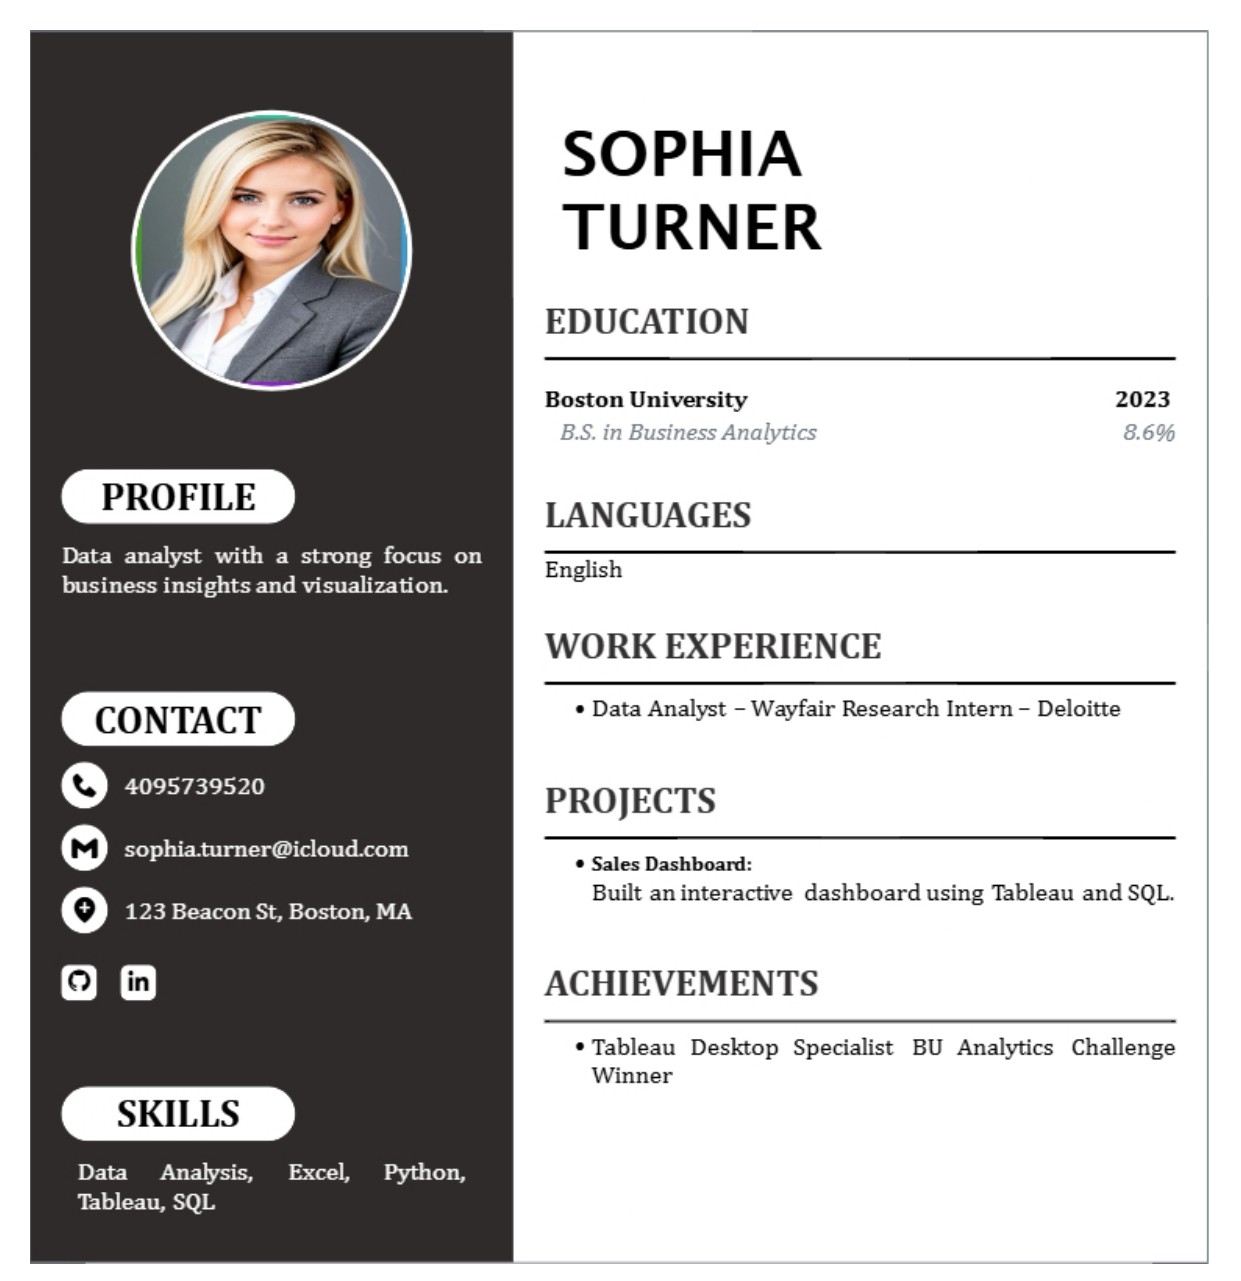 SOPHIA
TURNER
PROFILE
Data analyst with a strong focus on
business insights and visualization.
CONTACT
4095739520
sophia.turner@icloud.com
123 Beacon St, Boston, MA
in
SKILLS
Data Analysis, Excel, Python,
Tableau, SQL
EDUCATION
Boston University 2023
B.S. in Business Analytics 8.6%
LANGUAGES
English
WORK EXPERIENCE
• Data Analyst – Wayfair Research Intern – Deloitte
PROJECTS
• Sales Dashboard:
Built an interactive dashboard using Tableau and SQL.
ACHIEVEMENTS
• Tableau Desktop Specialist BU Analytics Challenge
Winner